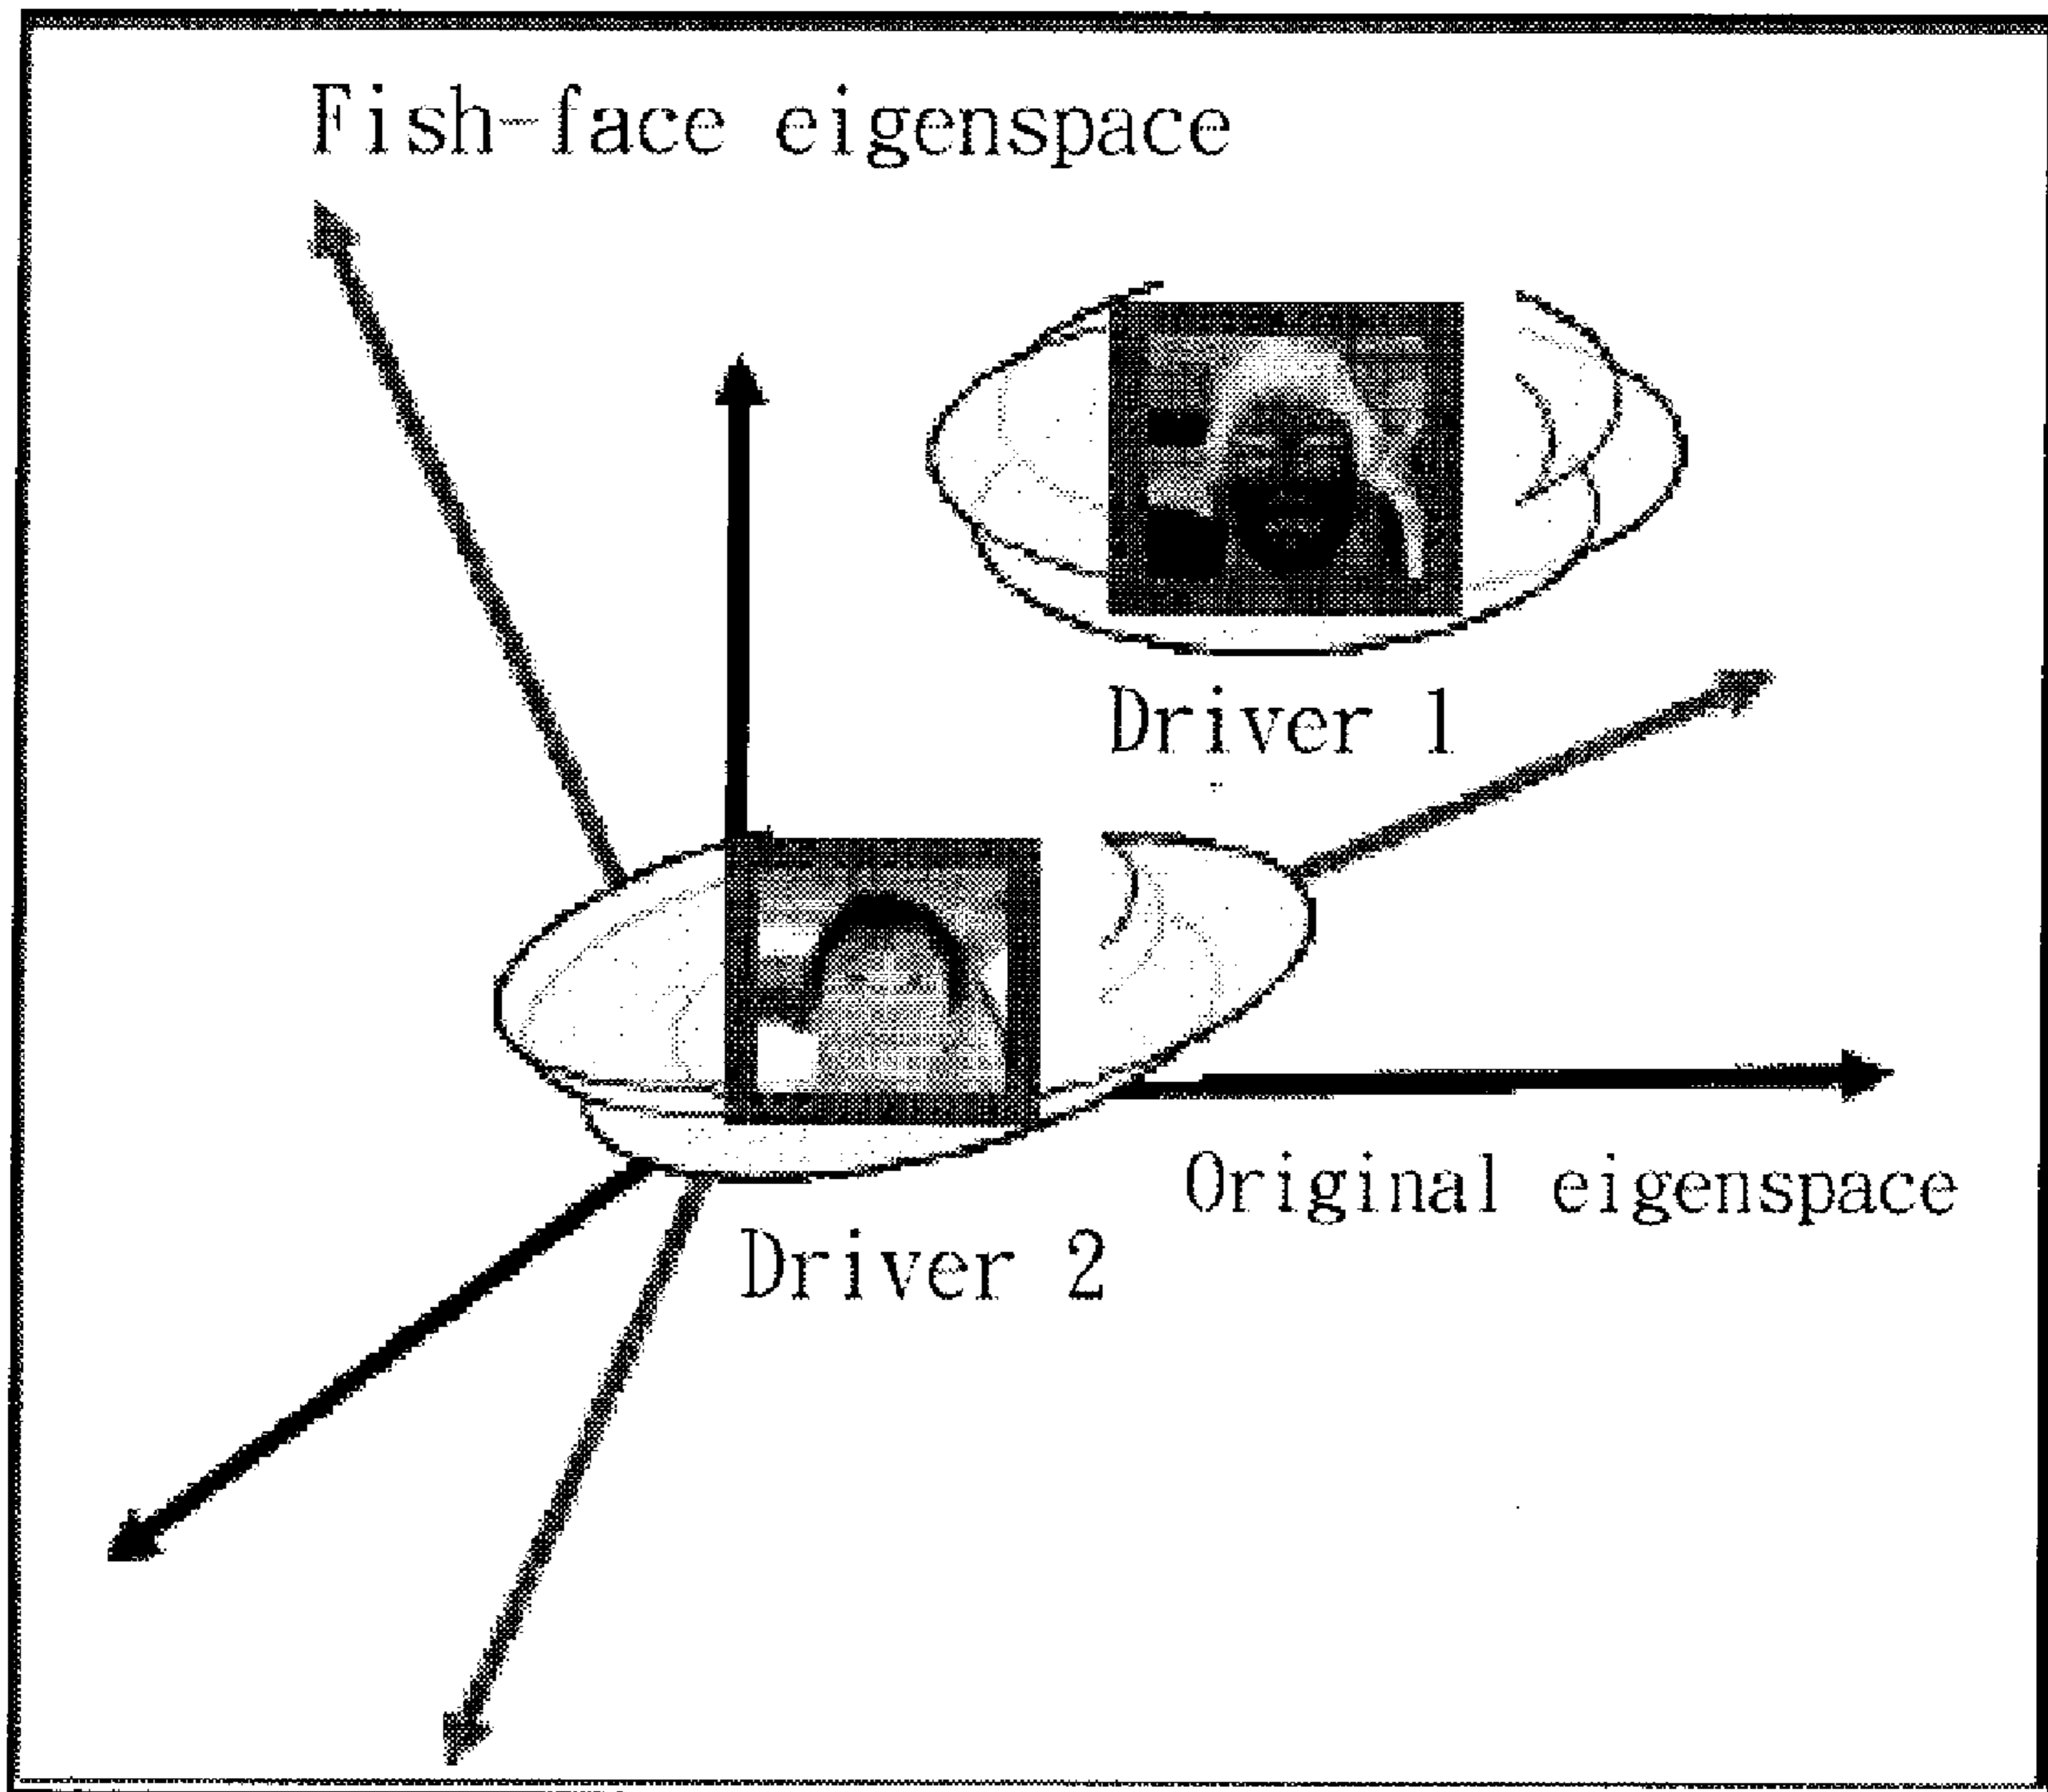 Fish-face eigenspace
Driver 1
Original eigenspace
Driver 2